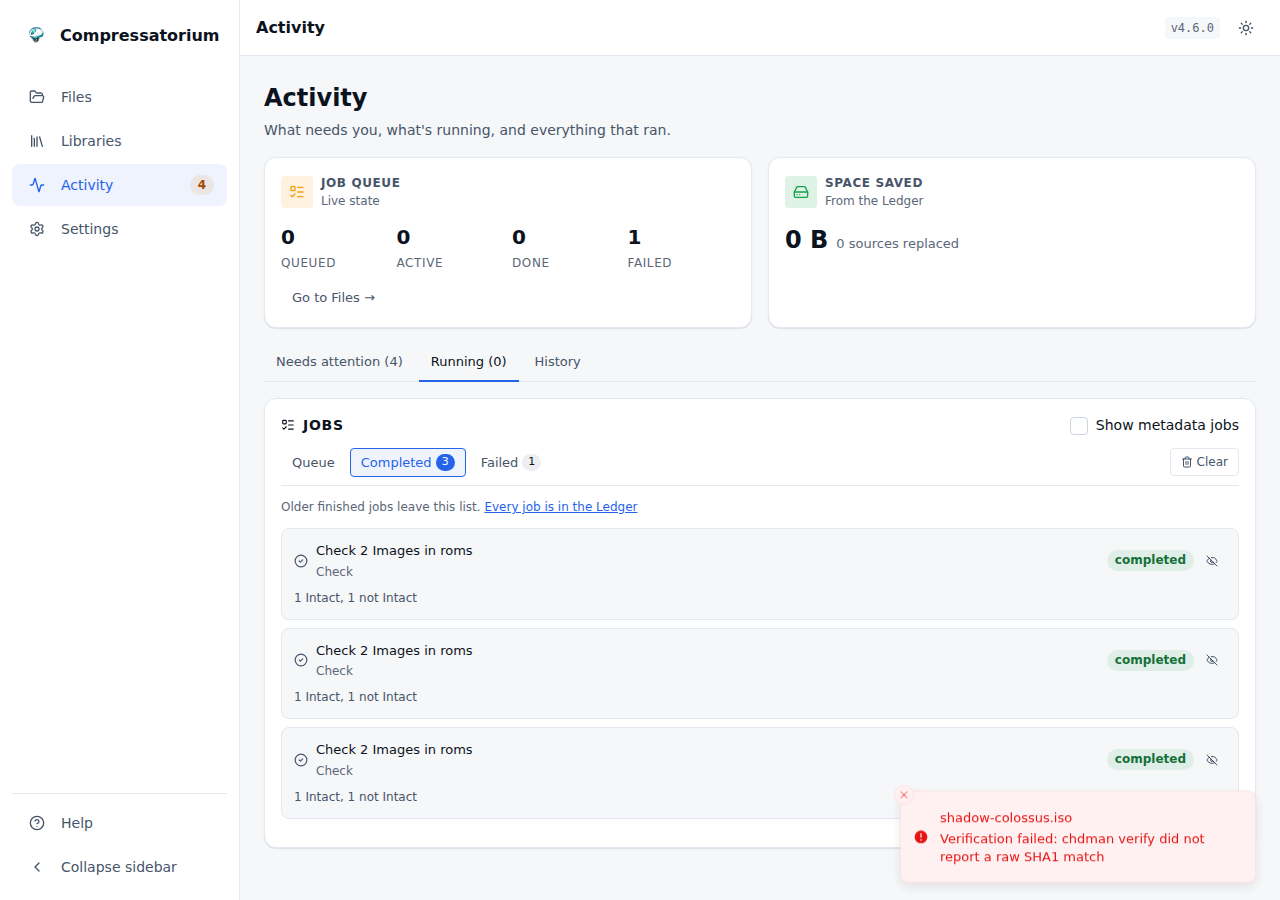 Compressatorium
Activity
v4.6.0
Files
Libraries
Activity
4
Settings
Help
Collapse sidebar
Activity
What needs you, what's running, and everything that ran.
JOB QUEUE
Live state
0
0
0
1
QUEUED
ACTIVE
DONE
FAILED
Go to Files →
SPACE SAVED
From the Ledger
0 B 0 sources replaced
Needs attention (4)
Running (0)
History
JOBS
Show metadata jobs
Queue
Completed 3
Failed 1
Clear
Older finished jobs leave this list. Every job is in the Ledger
Check 2 Images in roms
Check
completed
1 Intact, 1 not Intact
Check 2 Images in roms
Check
completed
1 Intact, 1 not Intact
Check 2 Images in roms
Check
completed
1 Intact, 1 not Intact
shadow-colossus.iso
Verification failed: chdman verify did not
report a raw SHA1 match